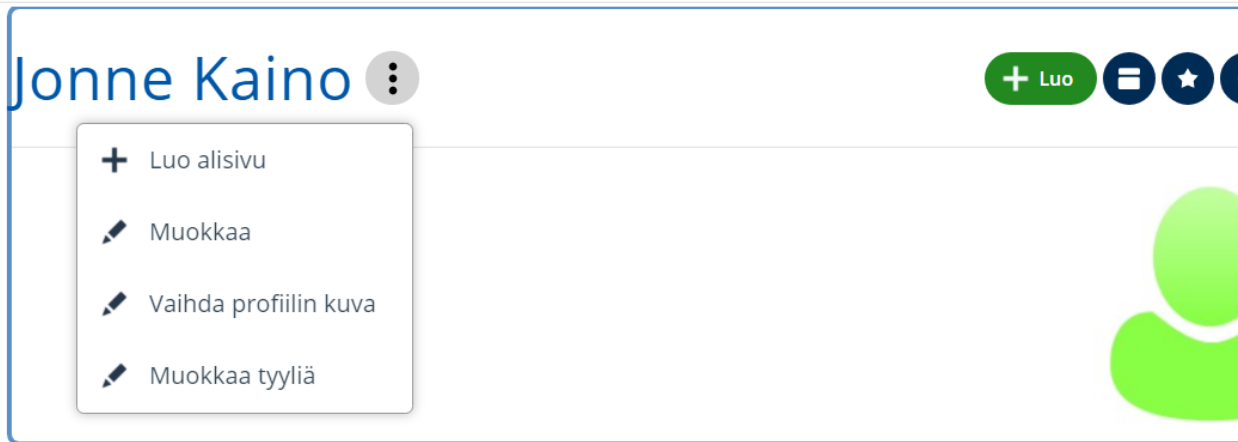 Jonne Kaino
Luo
Luo alisivu
Muokkaa
Vaihda profiilin kuva
Muokkaa tyyliä